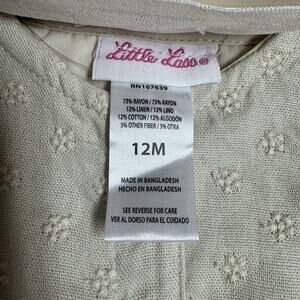 Little Lass®
RN167639
73% RAYON / 73% RAYON
12% LINEN / 12% LINO
12% COTTON / 12% ALGODÓN
3% OTHER FIBER / 3% OTRA
12M
MADE IN BANGLADESH
HECHO EN BANGLADESH
SEE REVERSE FOR CARE
VER AL DORSO PARA EL CUIDADO